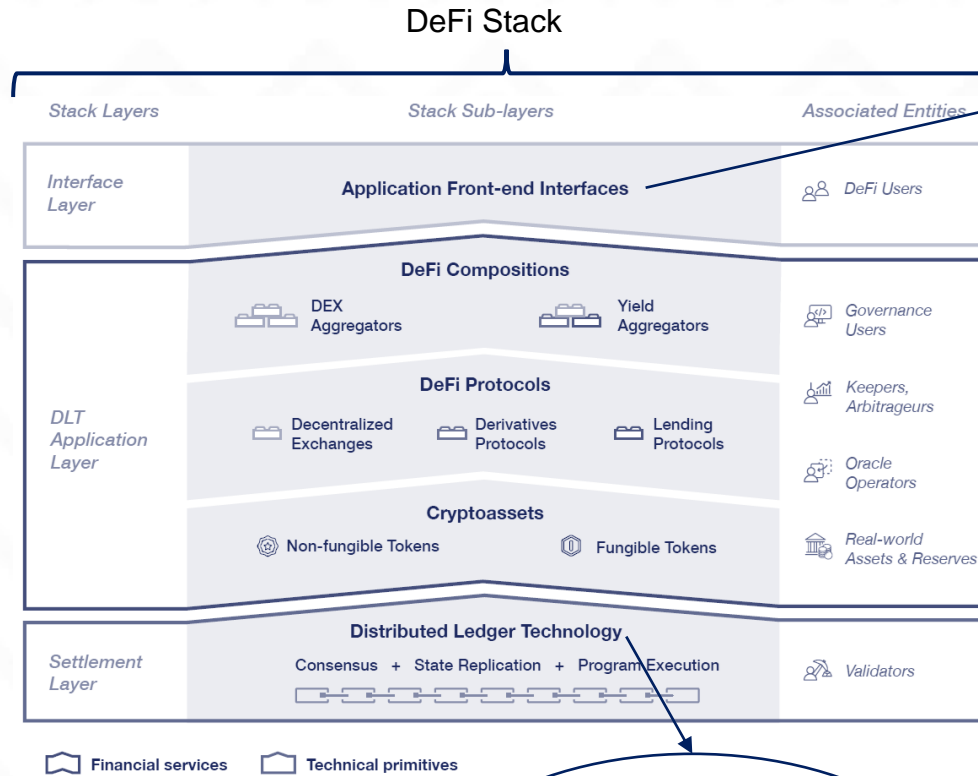 DeFi Stack
Stack Layers
Stack Sub-layers
Associated Entities
Interface
Layer
Application Front-end Interfaces
DeFi Users
DeFi Compositions
DEX
Aggregators
Yield
Aggregators
Governance
Users
DLT
Application
Layer
DeFi Protocols
Decentralized
Exchanges
Derivatives
Protocols
Lending
Protocols
Keepers,
Arbitrageurs
Oracle
Operators
Cryptoassets
Non-fungible Tokens
Fungible Tokens
Real-world
Assets & Reserves
Settlement
Layer
Distributed Ledger Technology
Consensus + State Replication + Program Execution
Validators
Financial services
Technical primitives